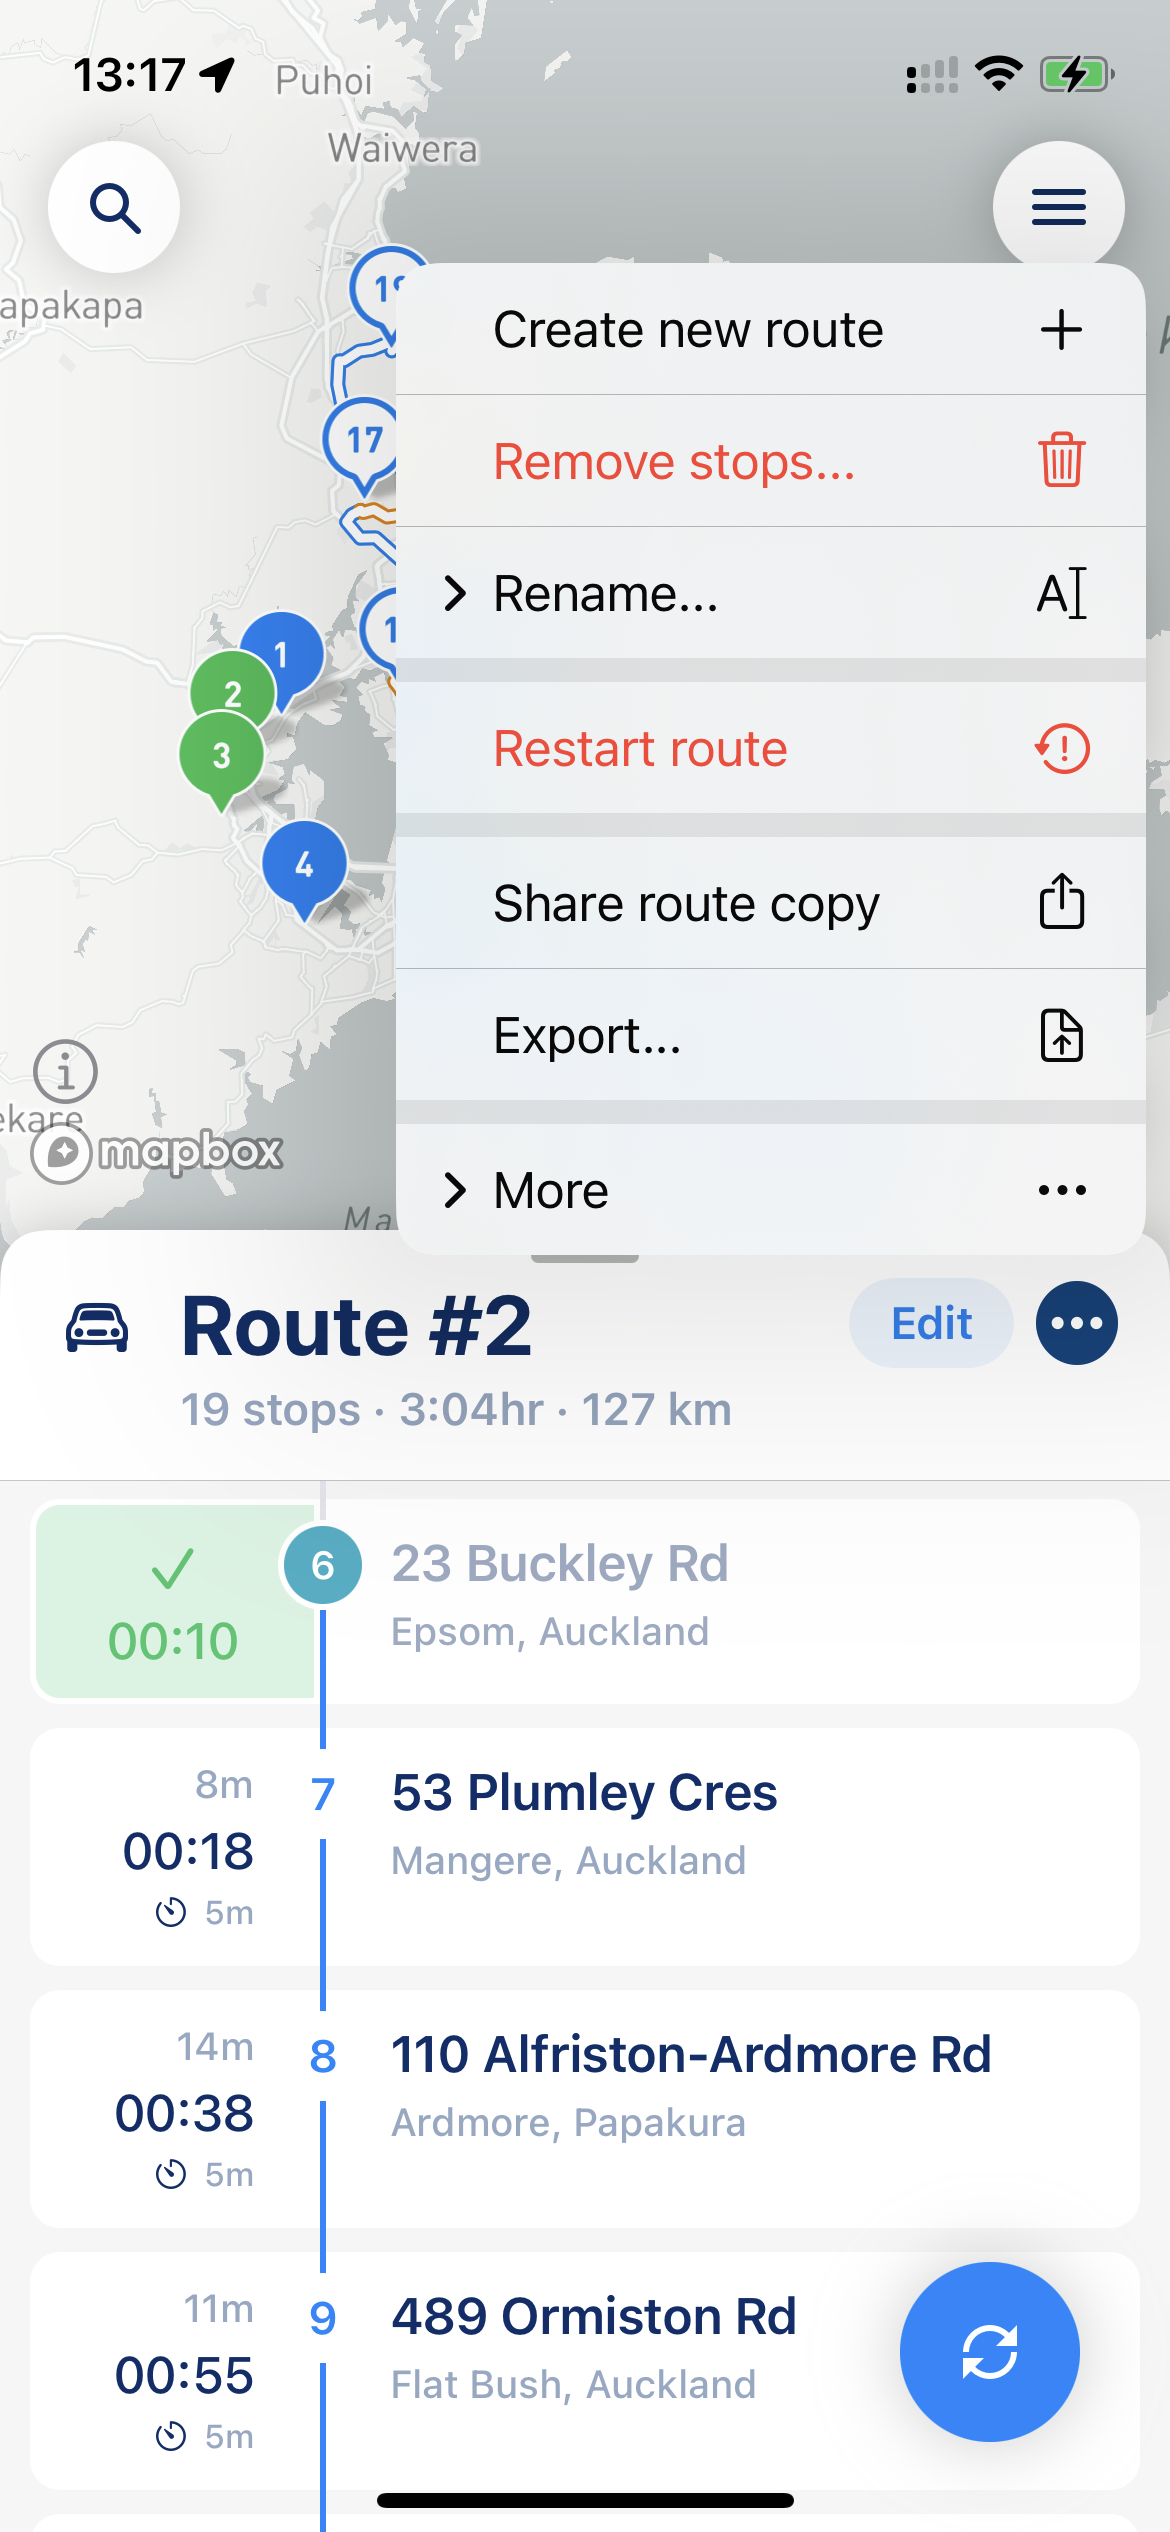 13:17
Puhoi
Waiwera
apakapa
19
17
1
2
3
4
ekare
mapbox
Ma
Create new route
Remove stops...
Rename...
Restart route
Share route copy
Export...
More
Route #2
Edit
19 stops · 3:04hr · 127 km
00:10
6
23 Buckley Rd
Epsom, Auckland
8m
00:18
5m
7
53 Plumley Cres
Mangere, Auckland
14m
00:38
5m
8
110 Alfriston-Ardmore Rd
Ardmore, Papakura
11m
00:55
5m
9
489 Ormiston Rd
Flat Bush, Auckland